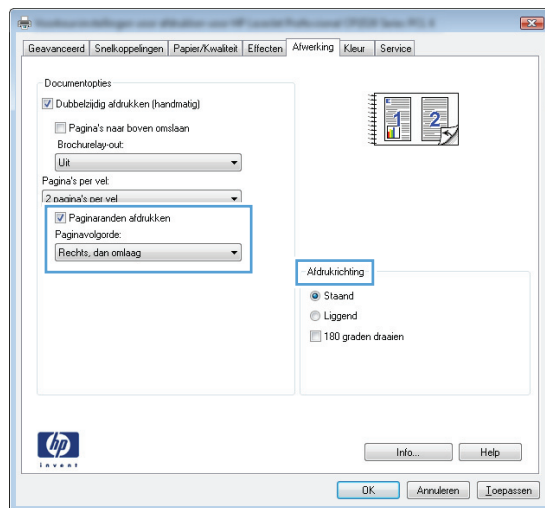 Geavanceerd Snelkoppelingen Papier/Kwaliteit Effecten Afwerking Kleur Service
Documentopties
Dubbelzijdig afdrukken (handmatig)
Pagina's naar boven omslaan
Brochurelay-out:
Uit
Pagina's per vel:
2 pagina's per vel
Paginaranden afdrukken
Paginavolgorde:
Rechts, dan omlaag
1 2
Afdrukrichting
Staand
Liggend
180 graden draaien
hp
invent
Info... Help
OK Annuleren Toepassen